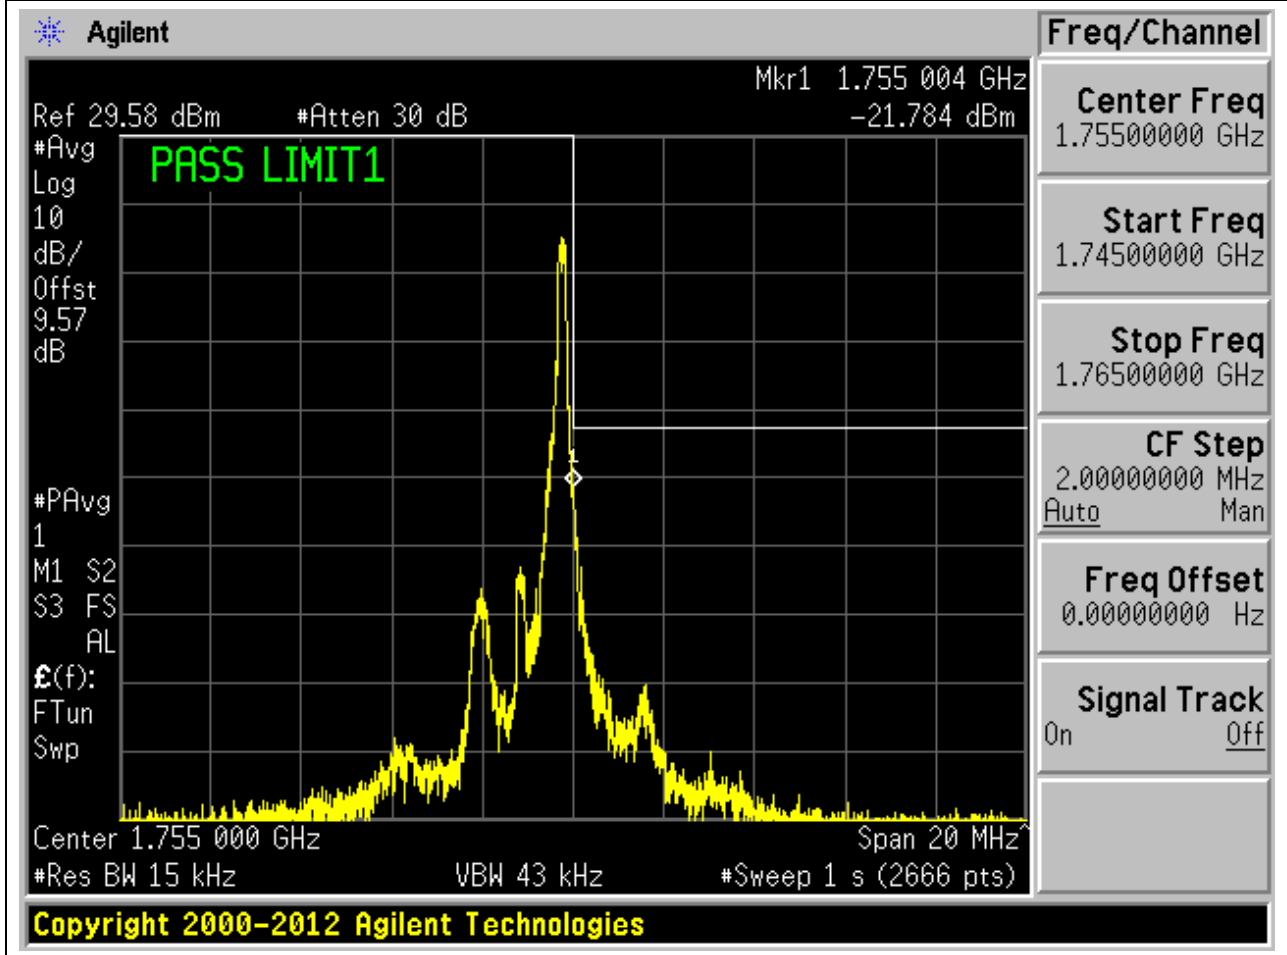 Agilent
Freq/Channel
Mkr1 1.755 004 GHz
Ref 29.58 dBm #Atten 30 dB -21.784 dBm
#Avg
Log
10
dB/
Offst
9.57
dB
#PAvg
1
M1 S2
S3 FS
AL
£(f):
FTun
Swp
PASS LIMIT1
1
Center 1.755 000 GHz Span 20 MHz^
#Res BW 15 kHz VBW 43 kHz #Sweep 1 s (2666 pts)
Copyright 2000-2012 Agilent Technologies
Center Freq
1.75500000 GHz
Start Freq
1.74500000 GHz
Stop Freq
1.76500000 GHz
CF Step
2.00000000 MHz
Auto Man
Freq Offset
0.00000000 Hz
Signal Track
On Off